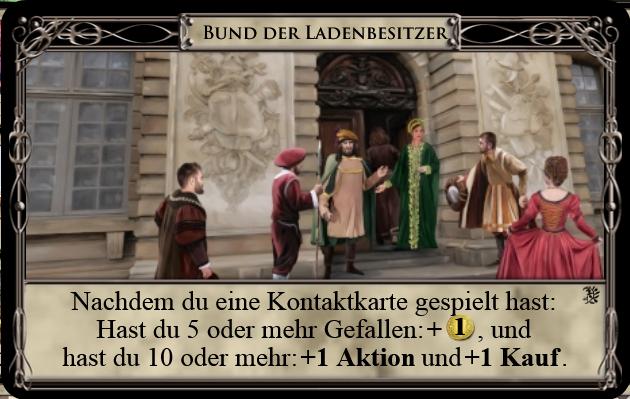 Bund der Ladenbesitzer
Nachdem du eine Kontaktkarte gespielt hast:
Hast du 5 oder mehr Gefallen: + 1 , und
hast du 10 oder mehr: +1 Aktion und +1 Kauf.